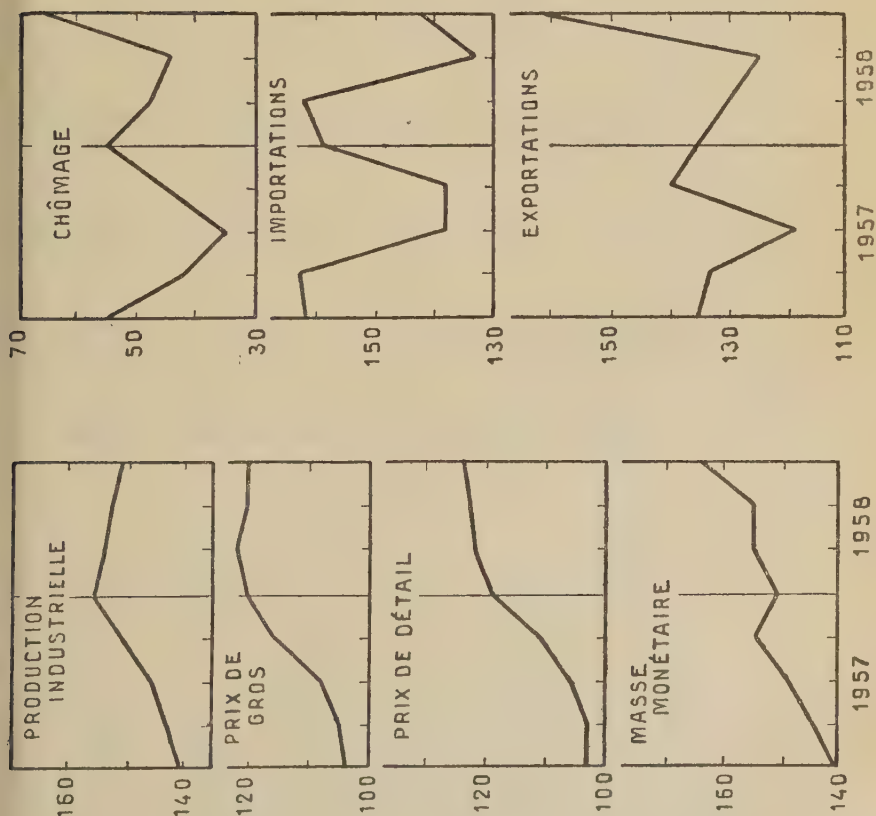 PRODUCTION
INDUSTRIELLE
160
140
PRIX DE
GROS
120
100
PRIX DE DÉTAIL
120
100
MASSE
MONÉTAIRE
160
140
1957
1958
CHÔMAGE
70
50
30
IMPORTATIONS
150
130
EXPORTATIONS
150
130
110
1957
1958